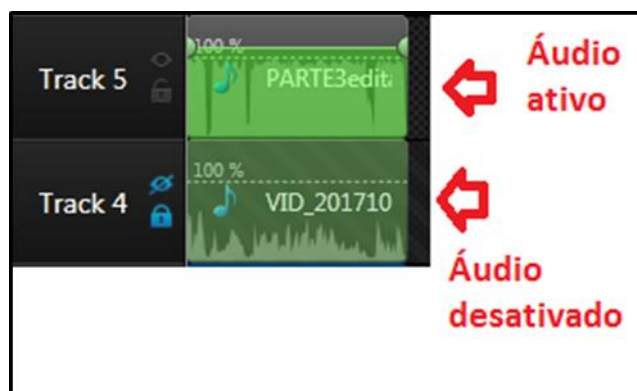 100 %
Track 5
PARTE3edit
Áudio
ativo
100 %
Track 4
VID_201710
Áudio
desativado